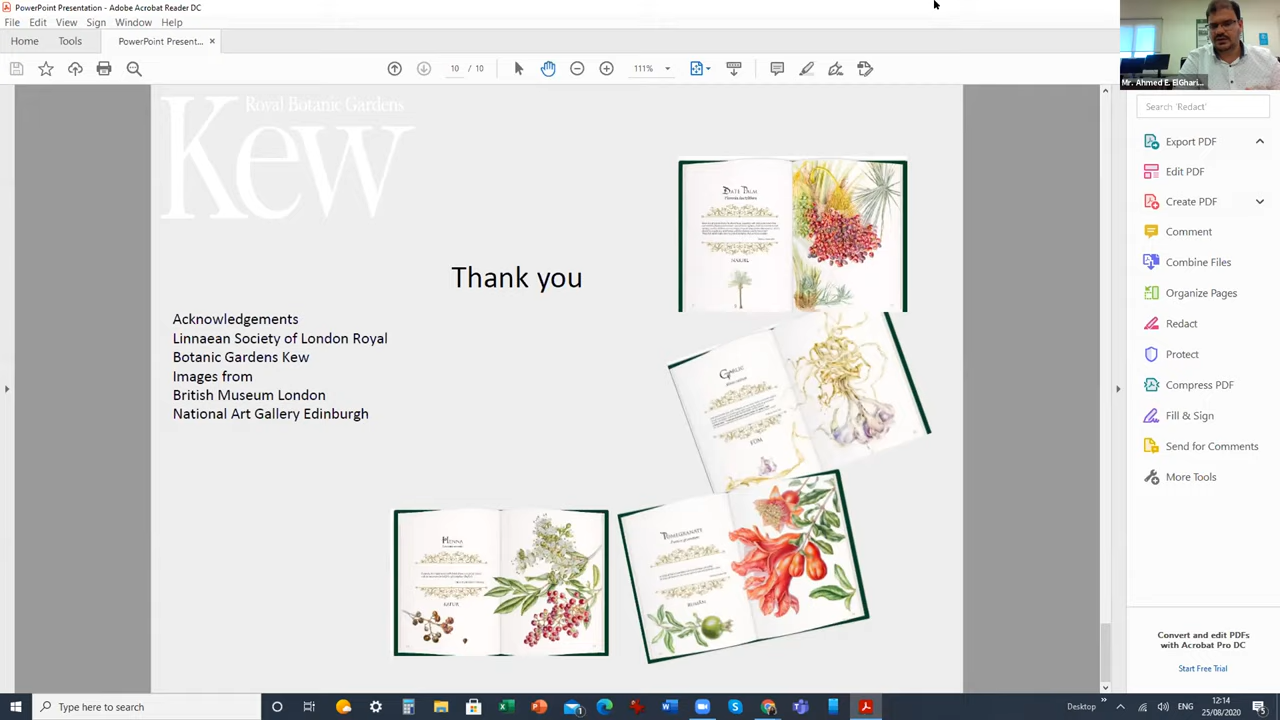 PowerPoint Presentation - Adobe Acrobat Reader DC
File Edit View Sign Window Help
Home Tools PowerPoint Present... ×
10 / 10 111%
Mr. Ahmed E. ElGhari...
Search 'Redact'
Export PDF
Edit PDF
Create PDF
Comment
Combine Files
Organize Pages
Redact
Protect
Compress PDF
Fill & Sign
Send for Comments
More Tools
Convert and edit PDFs
with Acrobat Pro DC
Start Free Trial
Royal Botanic Gardens
Kew
Thank you
Acknowledgements
Linnaean Society of London Royal
Botanic Gardens Kew
Images from
British Museum London
National Art Gallery Edinburgh
DATE PALM
GARLIC
HENNA
POMEGRANATE
Type here to search
Desktop
ENG
12:14
25/08/2020